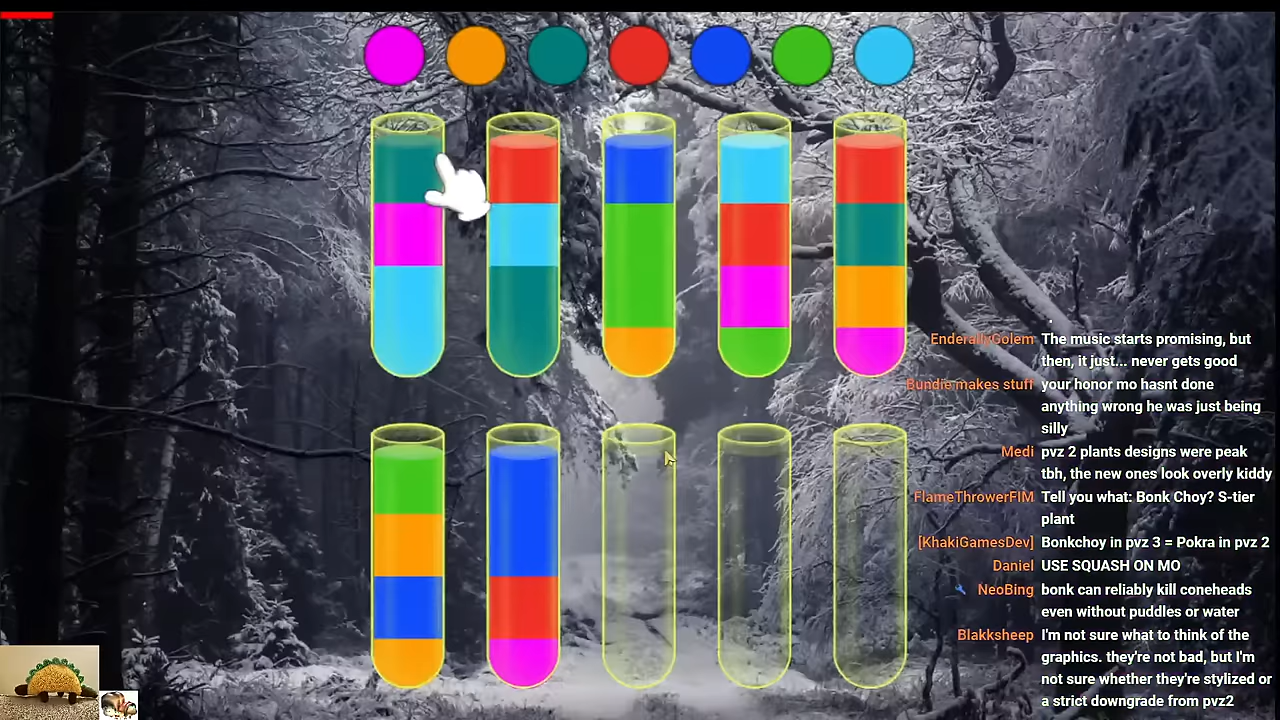 EnderallyGolem The music starts promising, but
then, it just... never gets good
Bundie makes stuff your honor mo hasnt done
anything wrong he was just being
silly
Medi pvz 2 plants designs were peak
tbh, the new ones look overly kiddy
FlameThrowerFIM Tell you what: Bonk Choy? S-tier
plant
[KhakiGamesDev] Bonkchoy in pvz 3 = Pokra in pvz 2
Daniel USE SQUASH ON MO
NeoBing bonk can reliably kill coneheads
even without puddles or water
Blakksheep I'm not sure what to think of the
graphics. they're not bad, but I'm
not sure whether they're stylized or
a strict downgrade from pvz2